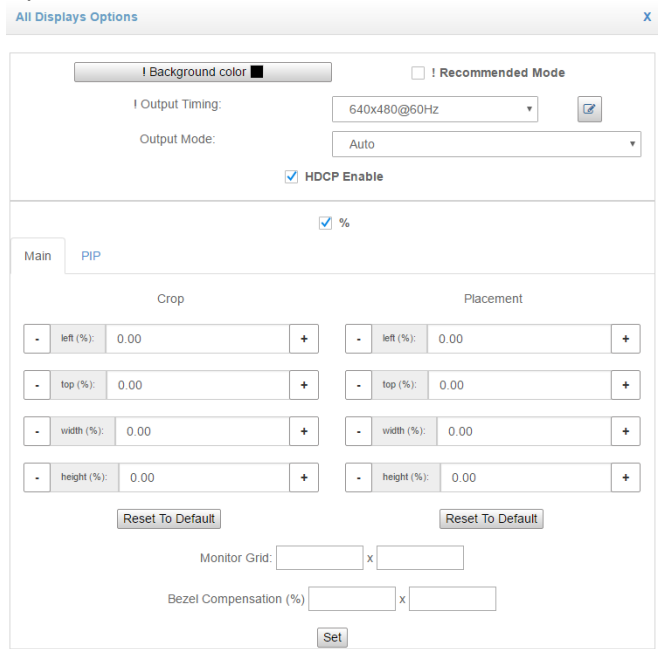 All Displays Options X
! Background color ! Recommended Mode
! Output Timing: 640x480@60Hz
Output Mode: Auto
HDCP Enable
%
Main PIP
Crop Placement
- left (%): 0.00 + - left (%): 0.00 +
- top (%): 0.00 + - top (%): 0.00 +
- width (%): 0.00 + - width (%): 0.00 +
- height (%): 0.00 + - height (%): 0.00 +
Reset To Default Reset To Default
Monitor Grid: x
Bezel Compensation (%) x
Set